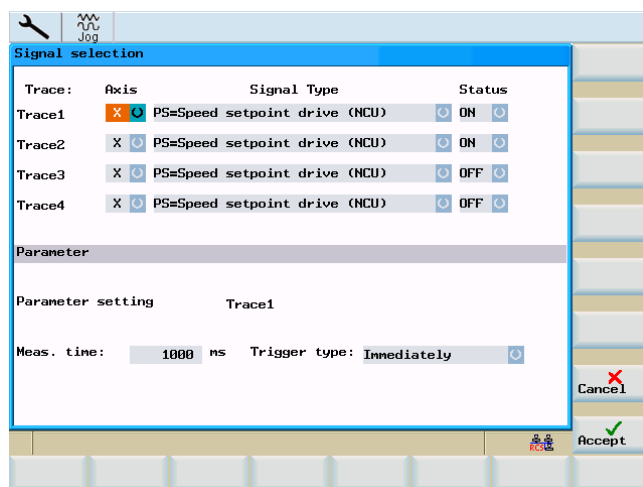 Jog
Signal selection
Trace: Axis Signal Type Status
Trace1 X PS=Speed setpoint drive (NCU) ON
Trace2 X PS=Speed setpoint drive (NCU) ON
Trace3 X PS=Speed setpoint drive (NCU) OFF
Trace4 X PS=Speed setpoint drive (NCU) OFF
Parameter
Parameter setting Trace1
Meas. time: 1000 ms Trigger type: Immediately
Cancel
RCS
Accept